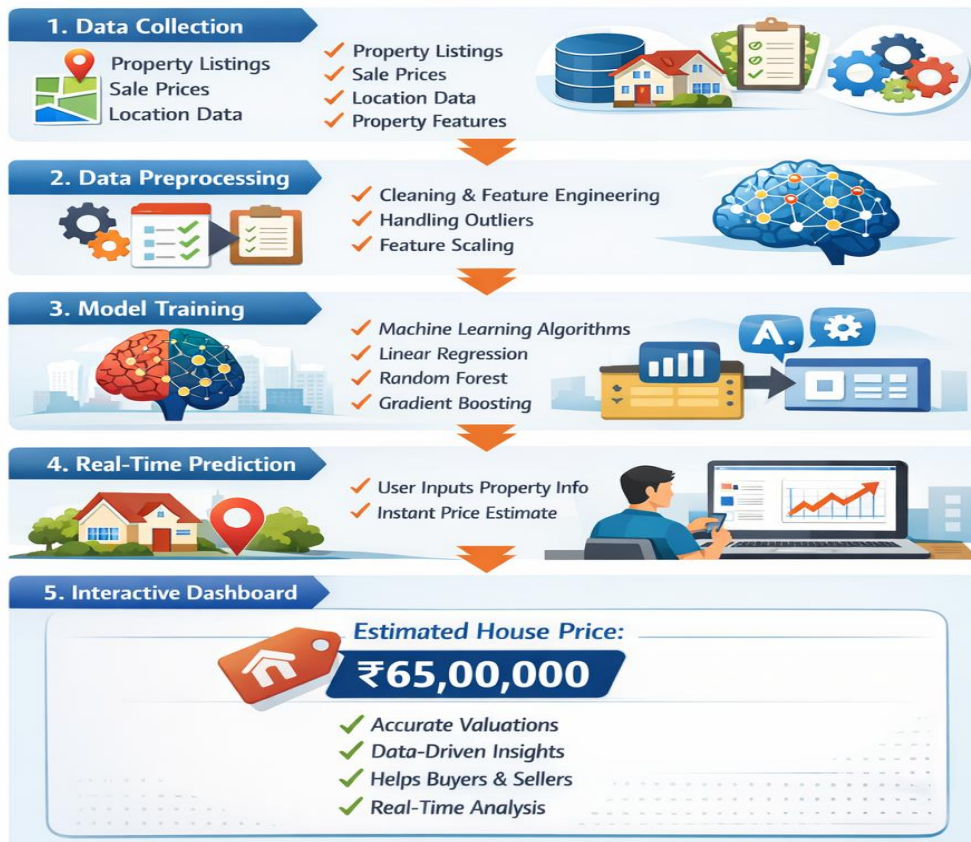 1. Data Collection
Property Listings
Sale Prices
Location Data
Property Listings
Sale Prices
Location Data
Property Features
2. Data Preprocessing
Cleaning & Feature Engineering
Handling Outliers
Feature Scaling
3. Model Training
Machine Learning Algorithms
Linear Regression
Random Forest
Gradient Boosting
A.
4. Real-Time Prediction
User Inputs Property Info
Instant Price Estimate
5. Interactive Dashboard
Estimated House Price:
₹65,00,000
Accurate Valuations
Data-Driven Insights
Helps Buyers & Sellers
Real-Time Analysis